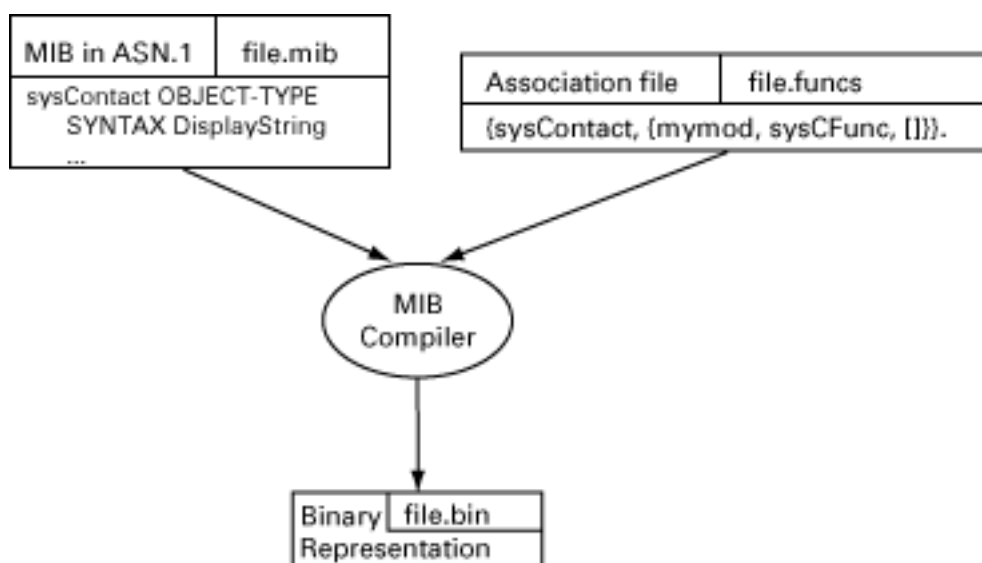 MIB in ASN.1
file.mib
sysContact OBJECT-TYPE
SYNTAX DisplayString
...
Association file
file.funcs
{sysContact, {mymod, sysCFunc, []}}.
MIB
Compiler
Binary
file.bin
Representation